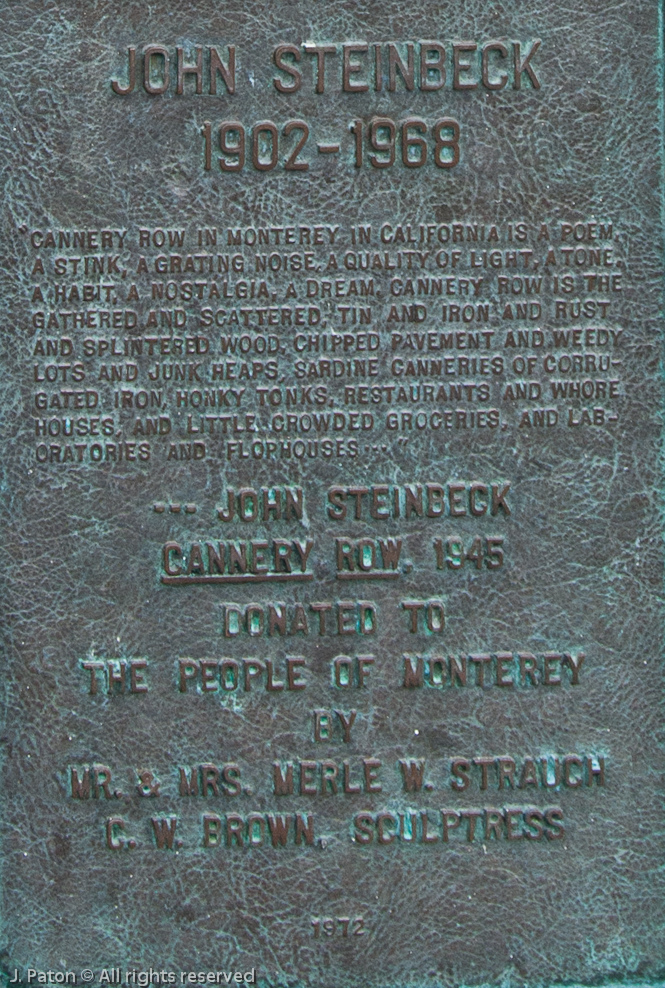 JOHN STEINBECK
1902-1968
"CANNERY ROW IN MONTEREY IN CALIFORNIA IS A POEM,
A STINK, A GRATING NOISE, A QUALITY OF LIGHT, A TONE,
A HABIT, A NOSTALGIA, A DREAM. CANNERY ROW IS THE
GATHERED AND SCATTERED, TIN AND IRON AND RUST
AND SPLINTERED WOOD, CHIPPED PAVEMENT AND WEEDY
LOTS AND JUNK HEAPS, SARDINE CANNERIES OF CORRU-
GATED IRON, HONKY TONKS, RESTAURANTS AND WHORE
HOUSES, AND LITTLE CROWDED GROCERIES, AND LAB-
ORATORIES AND FLOPHOUSES---"
--- JOHN STEINBECK
CANNERY ROW. 1945
DONATED TO
THE PEOPLE OF MONTEREY
BY
MR. & MRS. MERLE W. STRAUCH
C. W. BROWN, SCULPTRESS
1972
J. Paton © All rights reserved